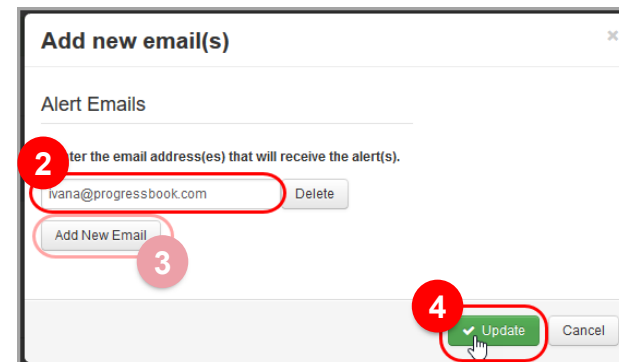 Add new email(s)
×
Alert Emails
2
ter the email address(es) that will receive the alert(s).
ivana@progressbook.com Delete
Add New Email
3
4
✔ Update Cancel